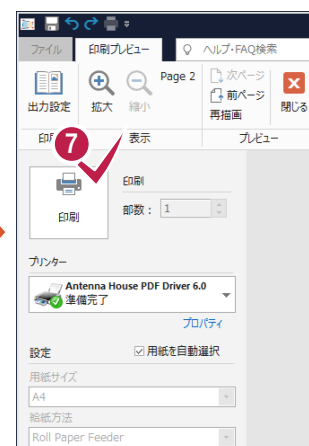 ファイル 印刷プレビュー ヘルプ・FAQ検索
出力設定 拡大 縮小 Page 2 次ページ 前ページ 再描画 閉じる
表示 プレビュー
7
印刷
印刷
部数： 1
プリンター
Antenna House PDF Driver 6.0
準備完了
プロパティ
設定 用紙を自動選択
用紙サイズ
A4
給紙方法
Roll Paper Feeder